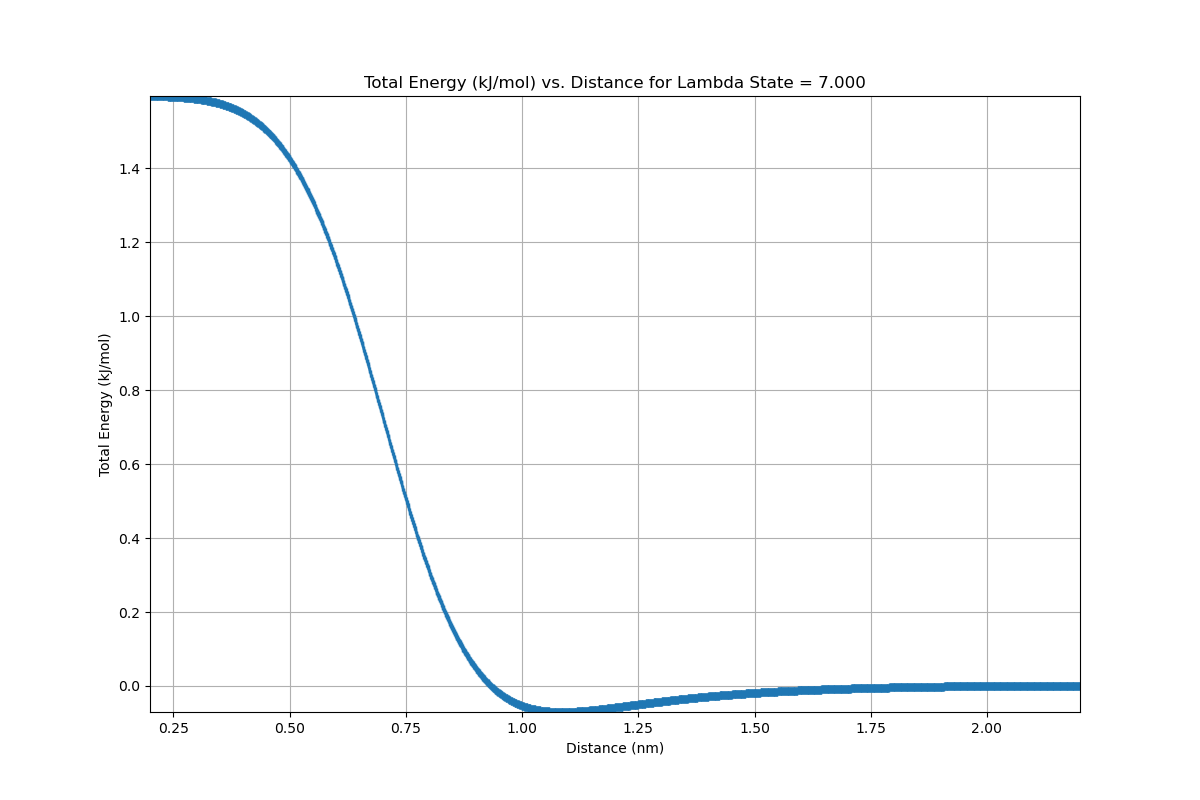 Total Energy (kJ/mol) vs. Distance for Lambda State = 7.000
Total Energy (kJ/mol)
1.4
1.2
1.0
0.8
0.6
0.4
0.2
0.0
0.25 0.50 0.75 1.00 1.25 1.50 1.75 2.00
Distance (nm)